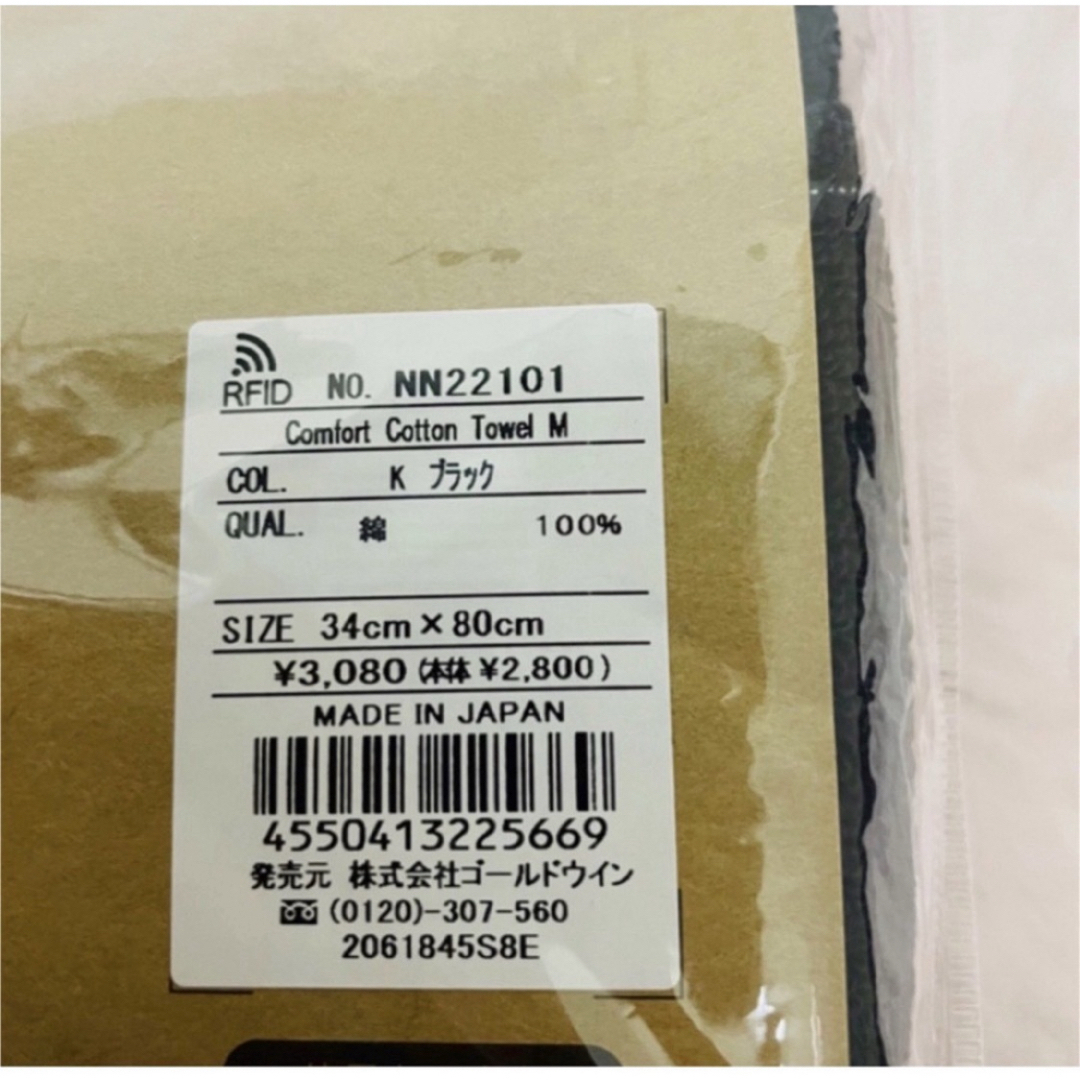 RFID NO. NN22101
Comfort Cotton Towel M
COL. K ブラック
QUAL. 綿 100%
SIZE 34cm×80cm
¥3,080(本体¥2,800)
MADE IN JAPAN
4550413225669
発売元 株式会社ゴールドウイン
(0120)-307-560
2061845S8E